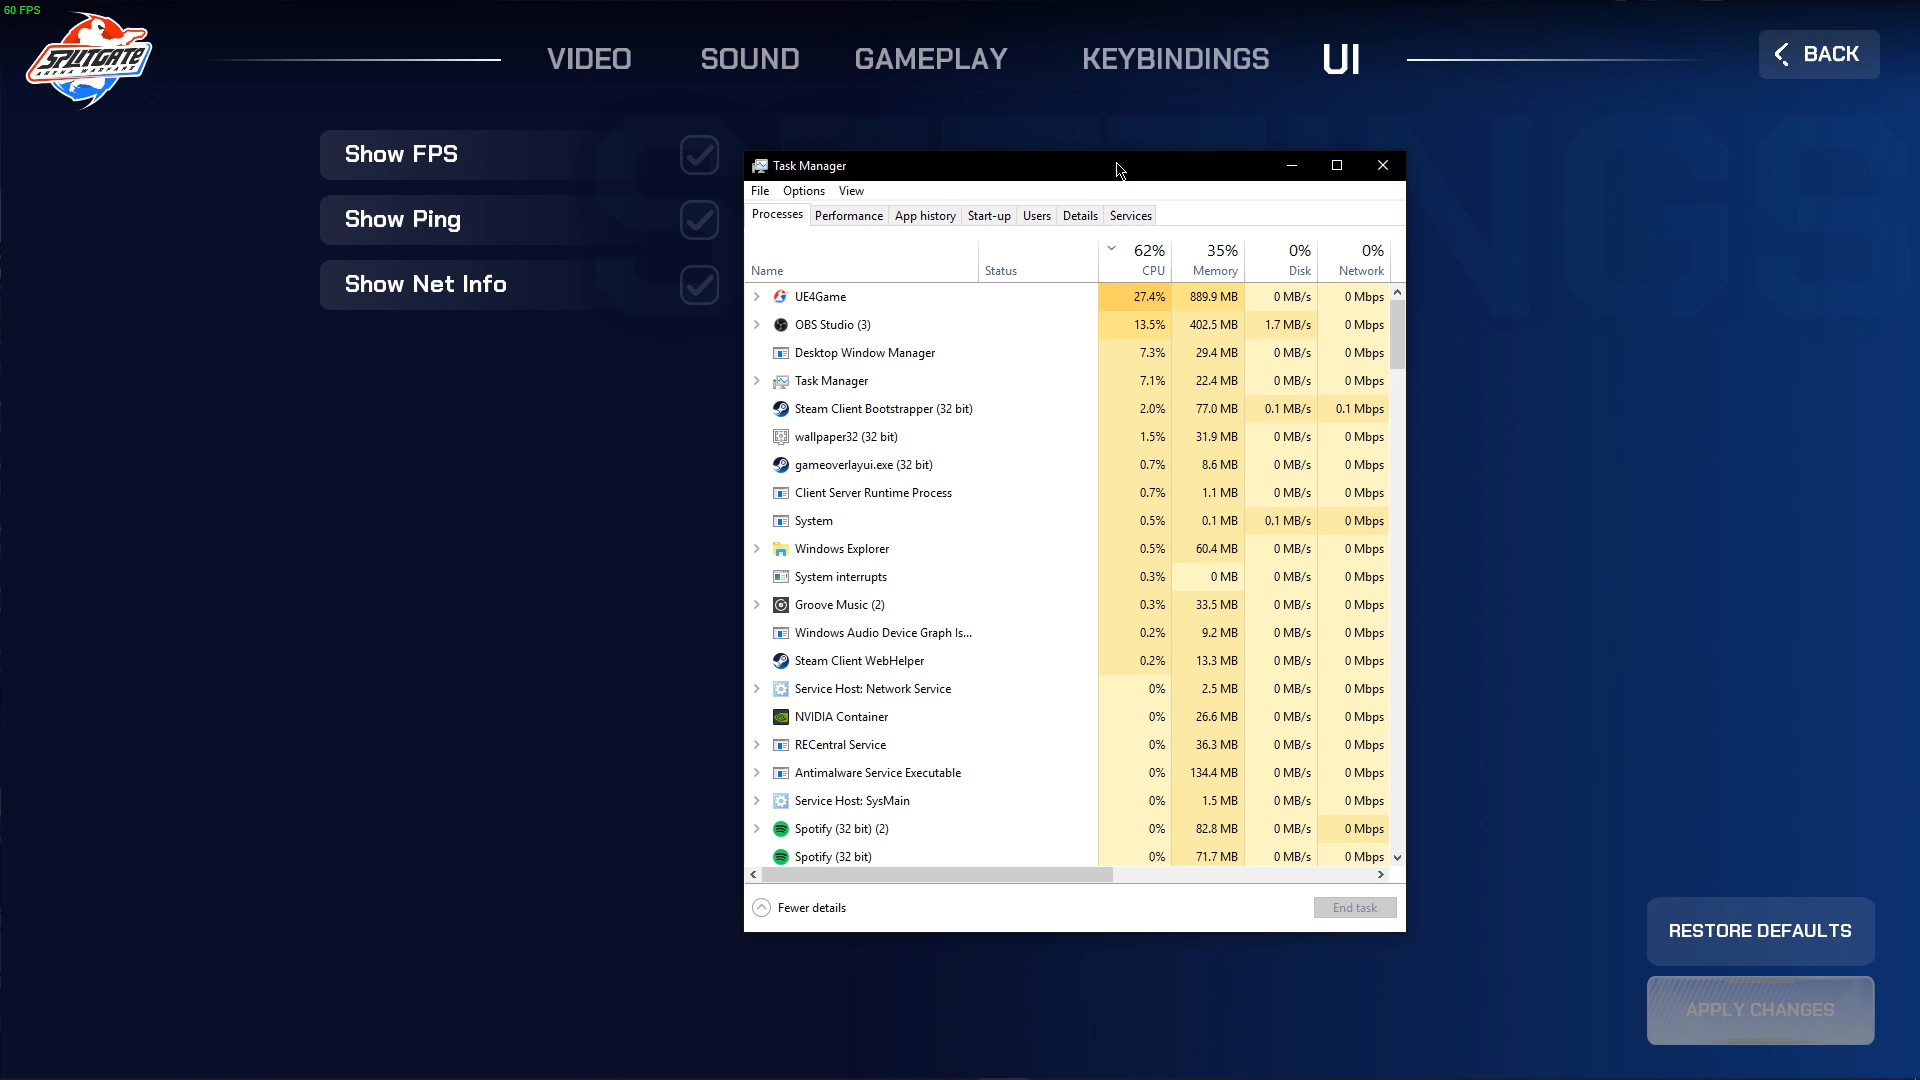 60 FPS
SPLITGATE
ARENA WARFARE
VIDEO SOUND GAMEPLAY KEYBINDINGS UI
BACK
SETTINGS
Show FPS
Show Ping
Show Net Info
Task Manager
File Options View
Processes Performance App history Start-up Users Details Services
62% 35% 0% 0%
Name Status CPU Memory Disk Network
UE4Game 27.4% 889.9 MB 0 MB/s 0 Mbps
OBS Studio (3) 13.5% 402.5 MB 1.7 MB/s 0 Mbps
Desktop Window Manager 7.3% 29.4 MB 0 MB/s 0 Mbps
Task Manager 7.1% 22.4 MB 0 MB/s 0 Mbps
Steam Client Bootstrapper (32 bit) 2.0% 77.0 MB 0.1 MB/s 0.1 Mbps
wallpaper32 (32 bit) 1.5% 31.9 MB 0 MB/s 0 Mbps
gameoverlayui.exe (32 bit) 0.7% 8.6 MB 0 MB/s 0 Mbps
Client Server Runtime Process 0.7% 1.1 MB 0 MB/s 0 Mbps
System 0.5% 0.1 MB 0.1 MB/s 0 Mbps
Windows Explorer 0.5% 60.4 MB 0 MB/s 0 Mbps
System interrupts 0.3% 0 MB 0 MB/s 0 Mbps
Groove Music (2) 0.3% 33.5 MB 0 MB/s 0 Mbps
Windows Audio Device Graph Is... 0.2% 9.2 MB 0 MB/s 0 Mbps
Steam Client WebHelper 0.2% 13.3 MB 0 MB/s 0 Mbps
Service Host: Network Service 0% 2.5 MB 0 MB/s 0 Mbps
NVIDIA Container 0% 26.6 MB 0 MB/s 0 Mbps
RECentral Service 0% 36.3 MB 0 MB/s 0 Mbps
Antimalware Service Executable 0% 134.4 MB 0 MB/s 0 Mbps
Service Host: SysMain 0% 1.5 MB 0 MB/s 0 Mbps
Spotify (32 bit) (2) 0% 82.8 MB 0 MB/s 0 Mbps
Spotify (32 bit) 0% 71.7 MB 0 MB/s 0 Mbps
Fewer details End task
RESTORE DEFAULTS
APPLY CHANGES